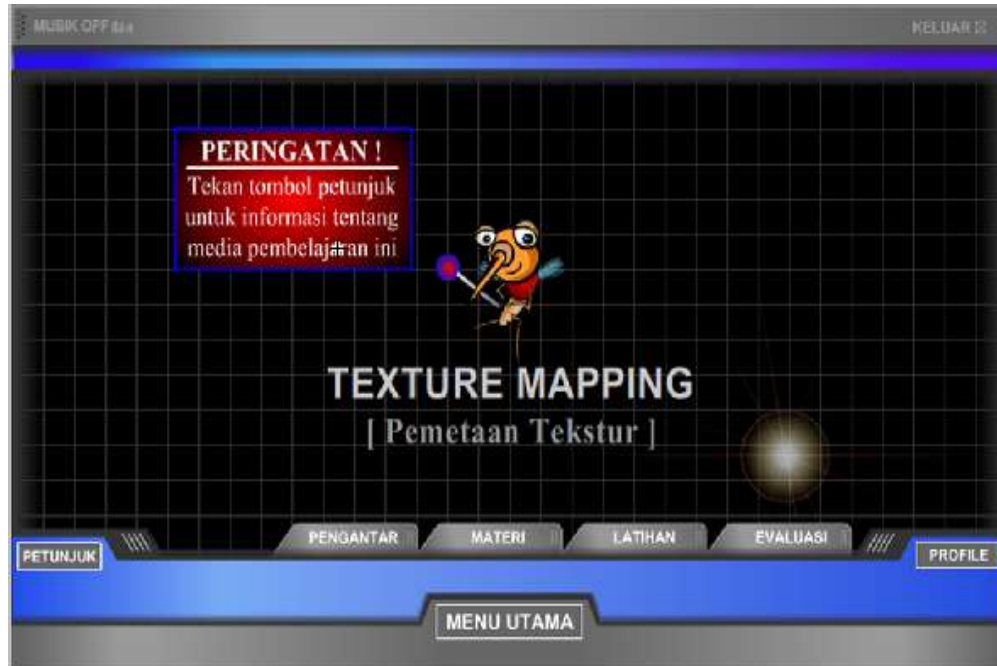 MUSIK OFF
KELUAR
PERINGATAN !
Tekan tombol petunjuk
untuk informasi tentang
media pembelajaran ini
TEXTURE MAPPING
[ Pemetaan Tekstur ]
PENGANTAR
MATERI
LATIHAN
EVALUASI
PETUNJUK
PROFILE
MENU UTAMA